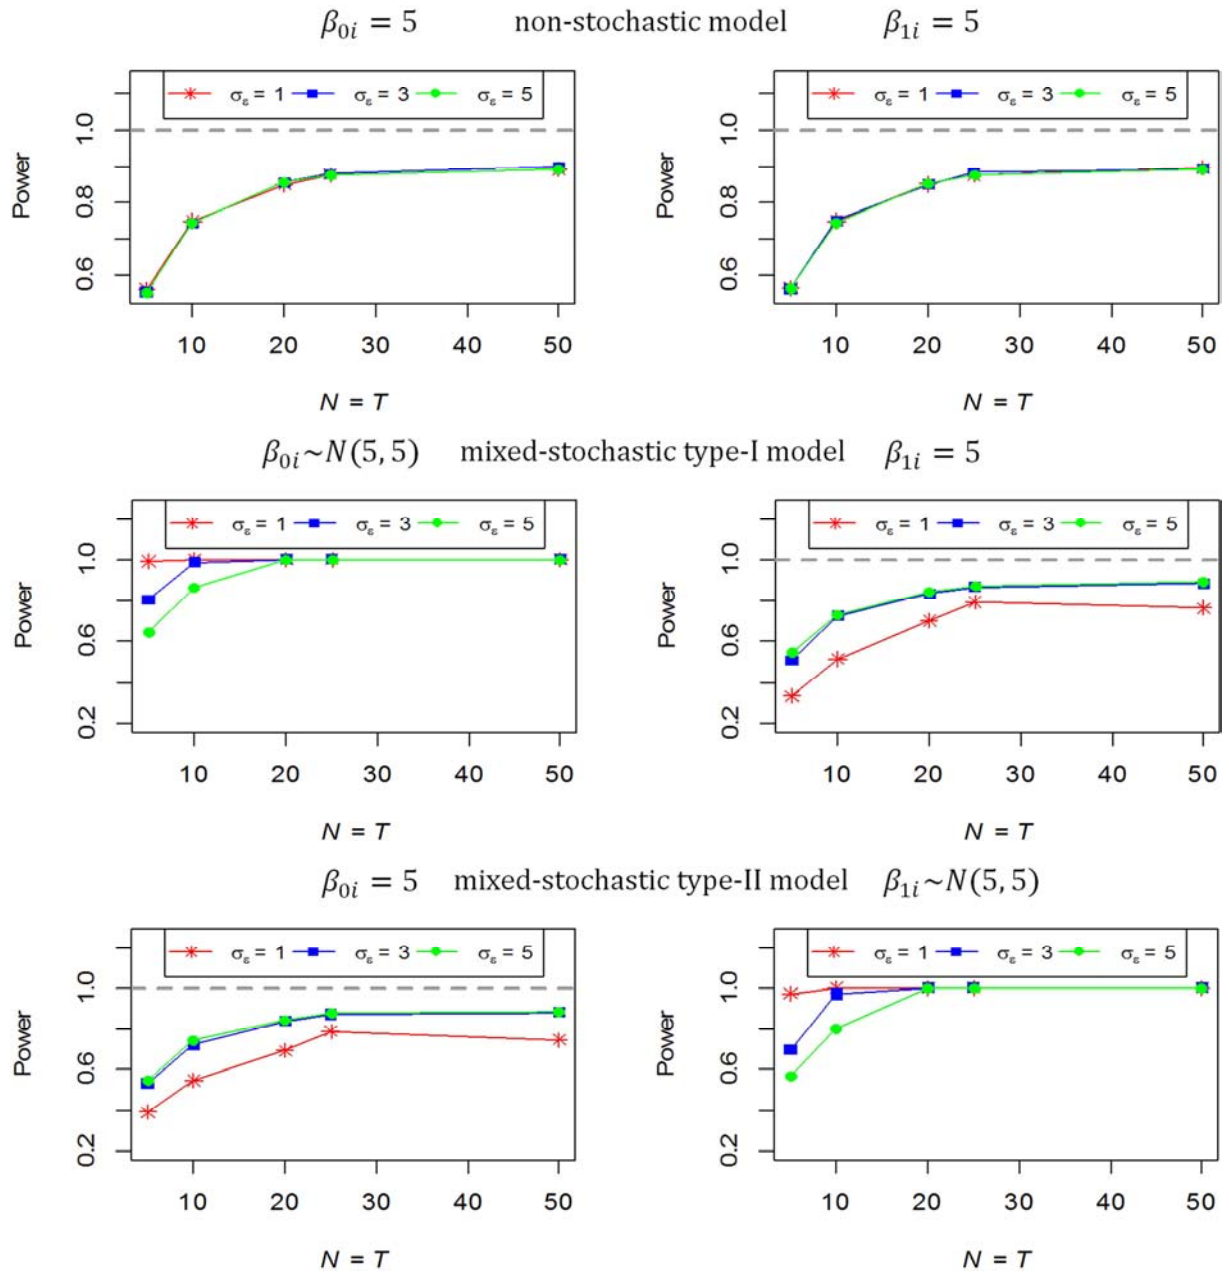 β₀ᵢ = 5 non-stochastic model β₁ᵢ = 5
σε = 1 σε = 3 σε = 5
σε = 1 σε = 3 σε = 5
Power
1.0
0.8
0.6
10 20 30 40 50
N = T
Power
1.0
0.8
0.6
10 20 30 40 50
N = T
β₀ᵢ~N(5, 5) mixed-stochastic type-I model β₁ᵢ = 5
σε = 1 σε = 3 σε = 5
σε = 1 σε = 3 σε = 5
Power
1.0
0.6
0.2
10 20 30 40 50
N = T
Power
1.0
0.6
0.2
10 20 30 40 50
N = T
β₀ᵢ = 5 mixed-stochastic type-II model β₁ᵢ~N(5, 5)
σε = 1 σε = 3 σε = 5
σε = 1 σε = 3 σε = 5
Power
1.0
0.6
0.2
10 20 30 40 50
N = T
Power
1.0
0.6
0.2
10 20 30 40 50
N = T